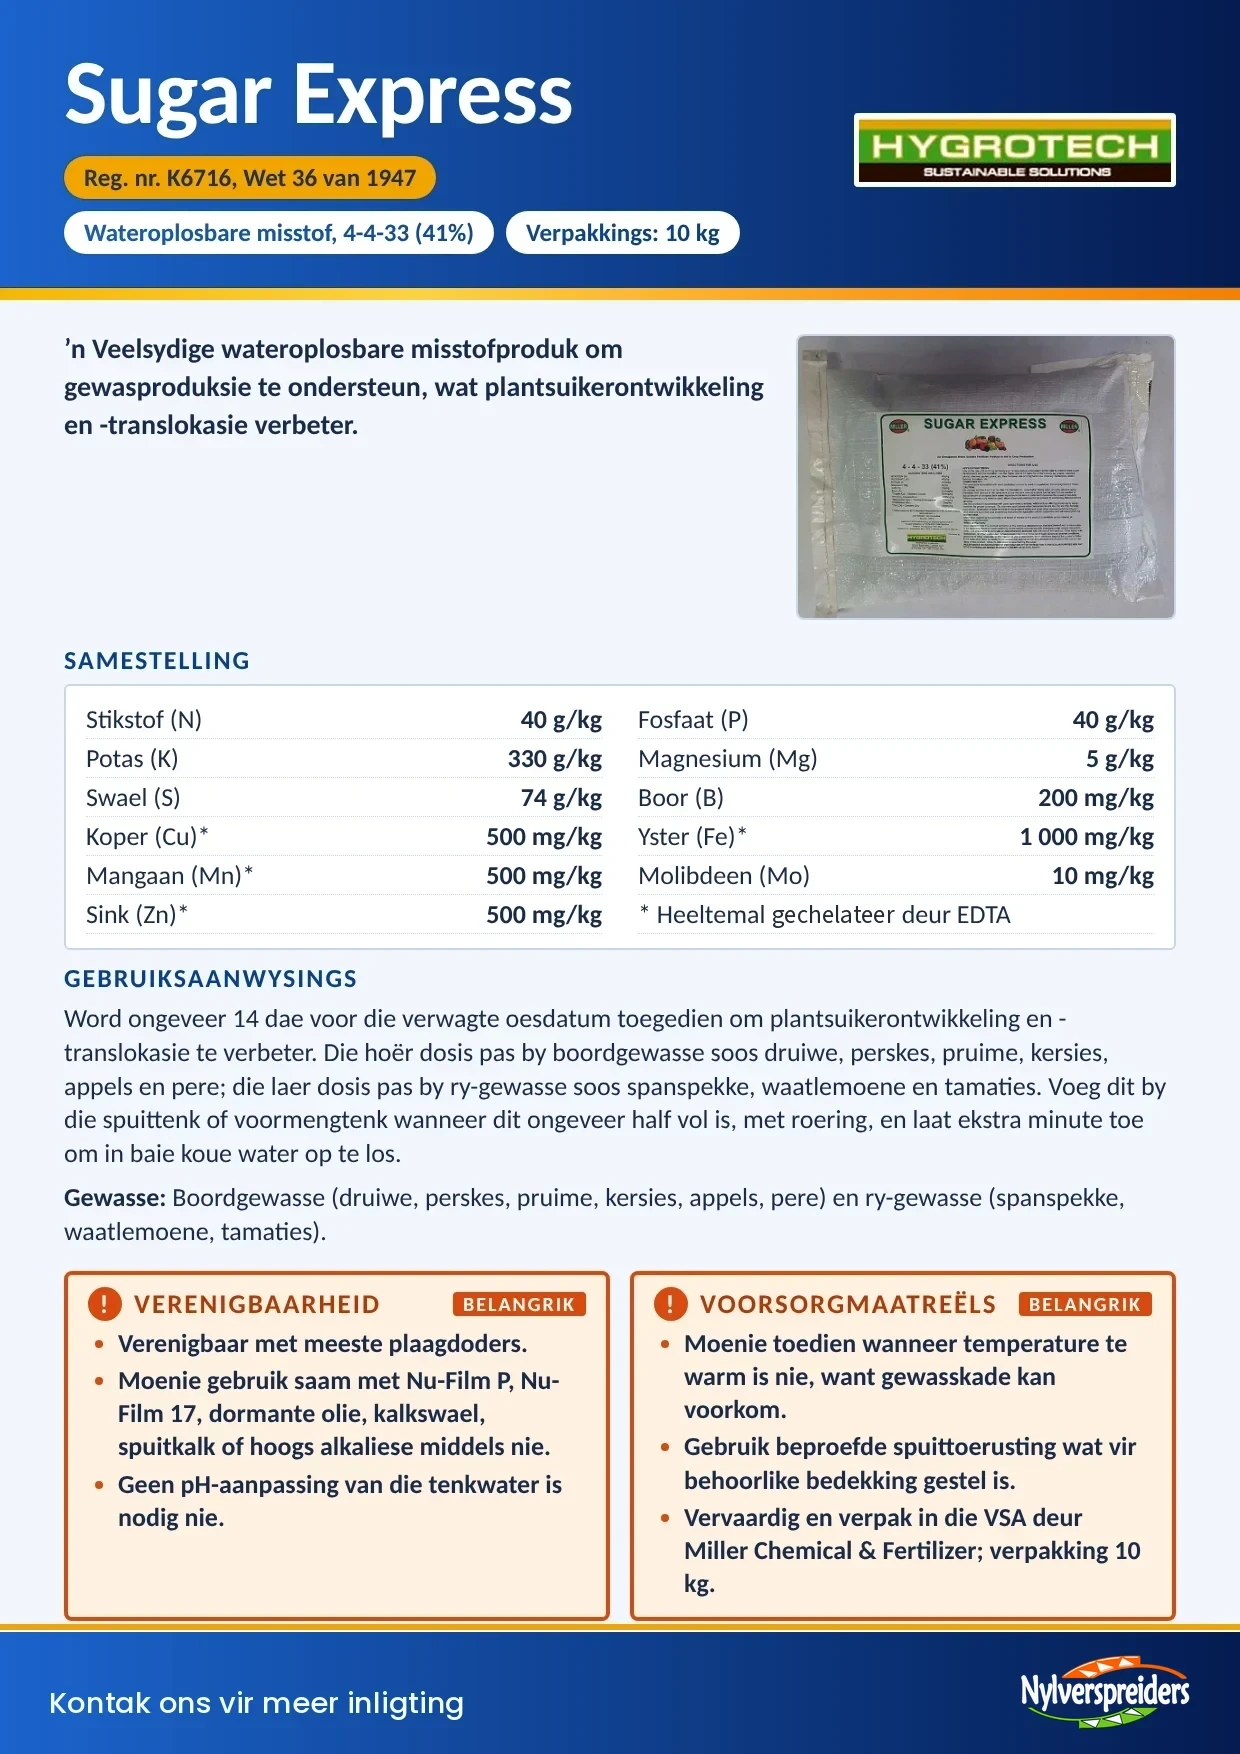 Sugar Express
Reg. nr. K6716, Wet 36 van 1947
Wateroplosbare misstof, 4-4-33 (41%)
Verpakkings: 10 kg
HYGROTECH
SUSTAINABLE SOLUTIONS
’n Veelsydige wateroplosbare misstofproduk om
gewasproduksie te ondersteun, wat plantsuikerontwikkeling
en -translokasie verbeter.
MILLER
SUGAR EXPRESS
MILLER
4 - 4 - 33 (41%)
HYGROTECH
SAMESTELLING
Stikstof (N) 40 g/kg
Fosfaat (P) 40 g/kg
Potas (K) 330 g/kg
Magnesium (Mg) 5 g/kg
Swael (S) 74 g/kg
Boor (B) 200 mg/kg
Koper (Cu)* 500 mg/kg
Yster (Fe)* 1 000 mg/kg
Mangaan (Mn)* 500 mg/kg
Molibdeen (Mo) 10 mg/kg
Sink (Zn)* 500 mg/kg
* Heeltemal gechelateer deur EDTA
GEBRUIKSAANWYSINGS
Word ongeveer 14 dae voor die verwagte oesdatum toegedien om plantsuikerontwikkeling en -
translokasie te verbeter. Die hoër dosis pas by boordgewasse soos druiwe, perskes, pruime, kersies,
appels en pere; die laer dosis pas by ry-gewasse soos spanspekke, waatlemoene en tamaties. Voeg dit by
die spuittenk of voormengtenk wanneer dit ongeveer half vol is, met roering, en laat ekstra minute toe
om in baie koue water op te los.
Gewasse: Boordgewasse (druiwe, perskes, pruime, kersies, appels, pere) en ry-gewasse (spanspekke,
waatlemoene, tamaties).
! VERENIGBAARHEID BELANGRIK
• Verenigbaar met meeste plaagdoders.
• Moenie gebruik saam met Nu-Film P, Nu-
Film 17, dormante olie, kalkswael,
spuitkalk of hoogs alkaliese middels nie.
• Geen pH-aanpassing van die tenkwater is
nodig nie.
! VOORSORGMAATREËLS BELANGRIK
• Moenie toedien wanneer temperature te
warm is nie, want gewasskade kan
voorkom.
• Gebruik beproefde spuittoerusting wat vir
behoorlike bedekking gestel is.
• Vervaardig en verpak in die VSA deur
Miller Chemical & Fertilizer; verpakking 10
kg.
Kontak ons vir meer inligting
Nylverspreiders